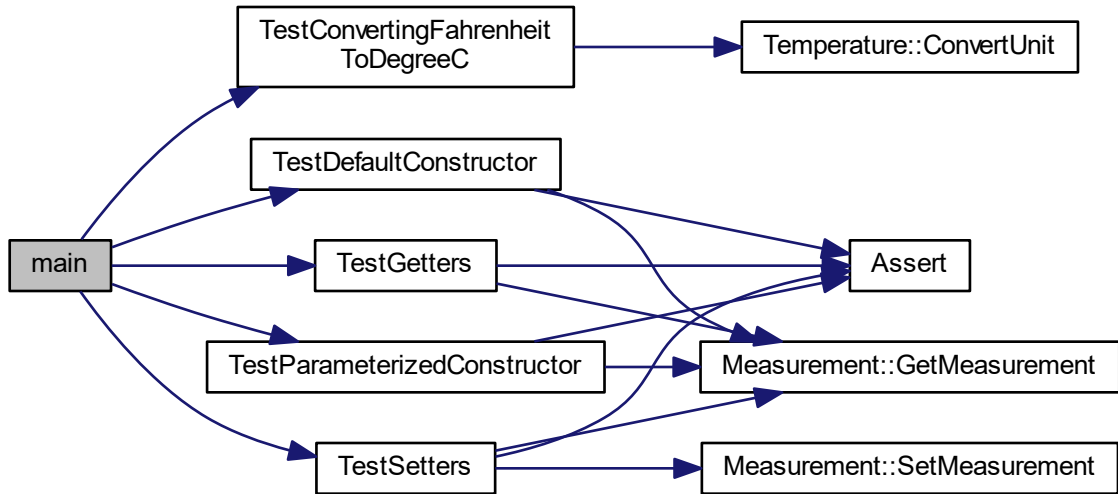 TestConvertingFahrenheit
ToDegreeC
Temperature::ConvertUnit
TestDefaultConstructor
main
TestGetters
Assert
TestParameterizedConstructor
Measurement::GetMeasurement
TestSetters
Measurement::SetMeasurement